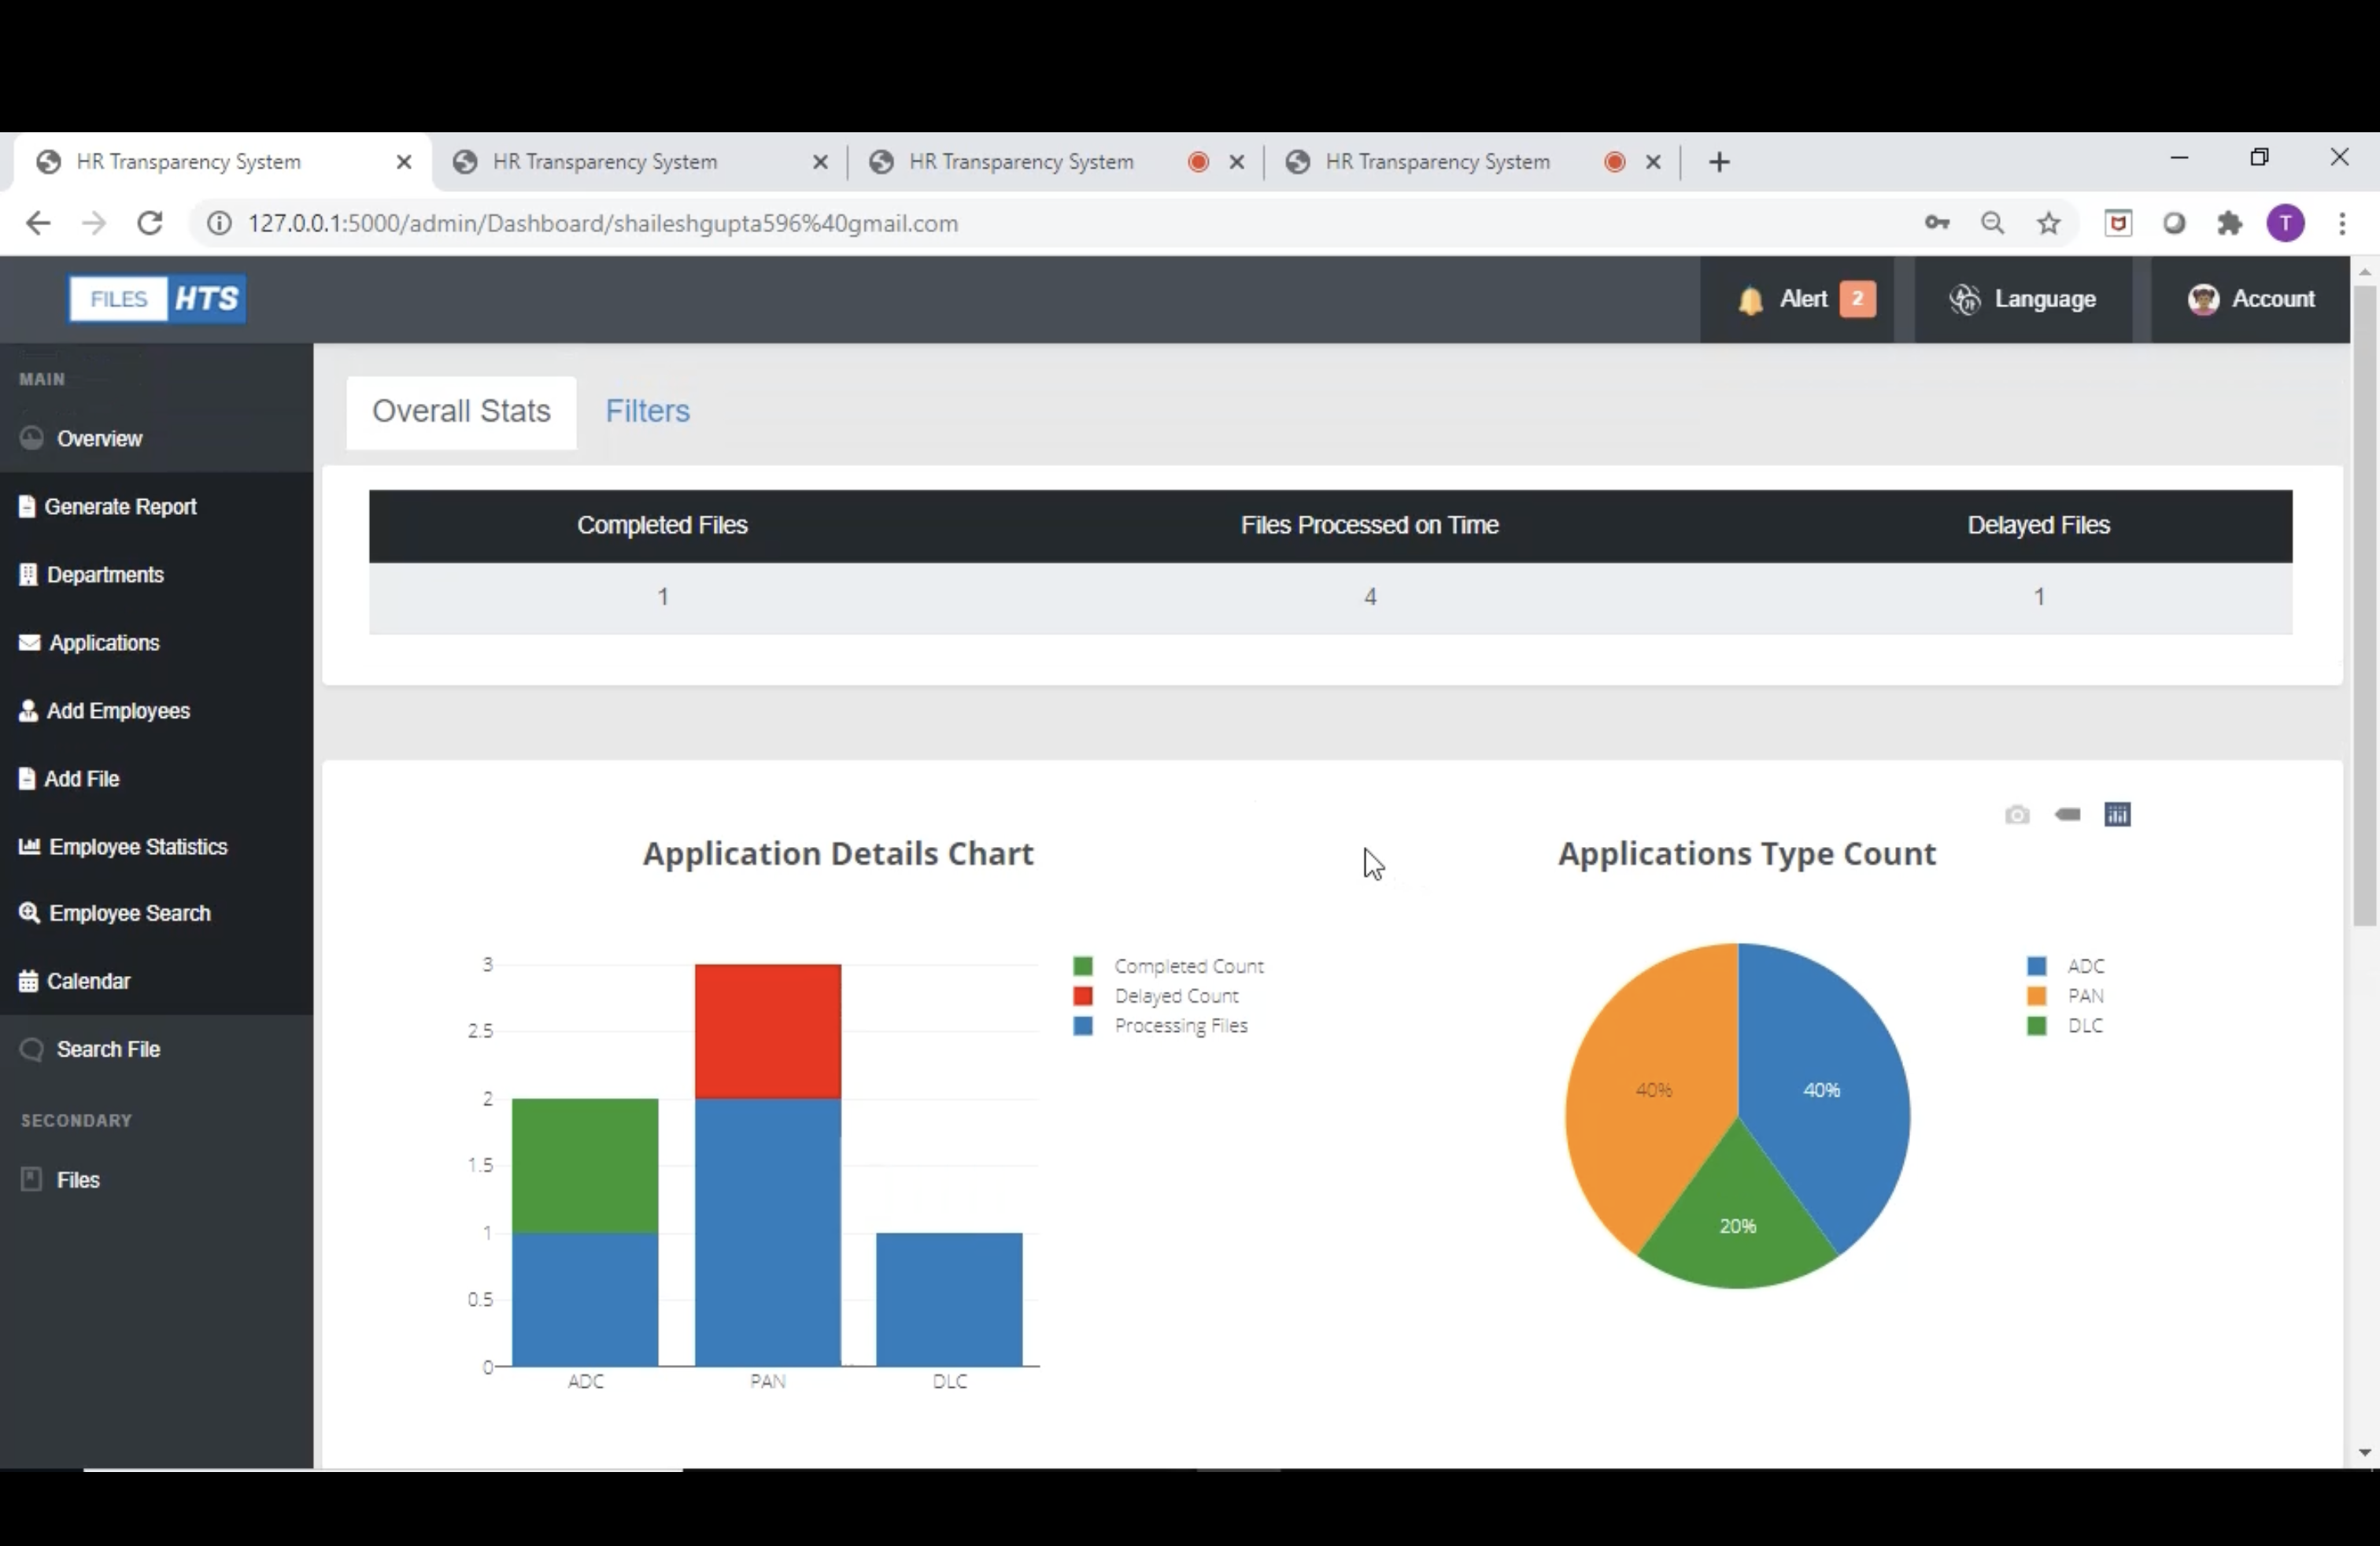 HR Transparency System
HR Transparency System
HR Transparency System
HR Transparency System
127.0.0.1:5000/admin/Dashboard/shaileshgupta596%40gmail.com
T
FILES HTS
Alert 2
Language
Account
MAIN
Overview
Generate Report
Departments
Applications
Add Employees
Add File
Employee Statistics
Employee Search
Calendar
Search File
SECONDARY
Files
Overall Stats
Filters
Completed Files Files Processed on Time Delayed Files
1 4 1
Application Details Chart
3
2.5
2
1.5
1
0.5
0
ADC PAN DLC
Completed Count
Delayed Count
Processing Files
Applications Type Count
40%
40%
20%
ADC
PAN
DLC